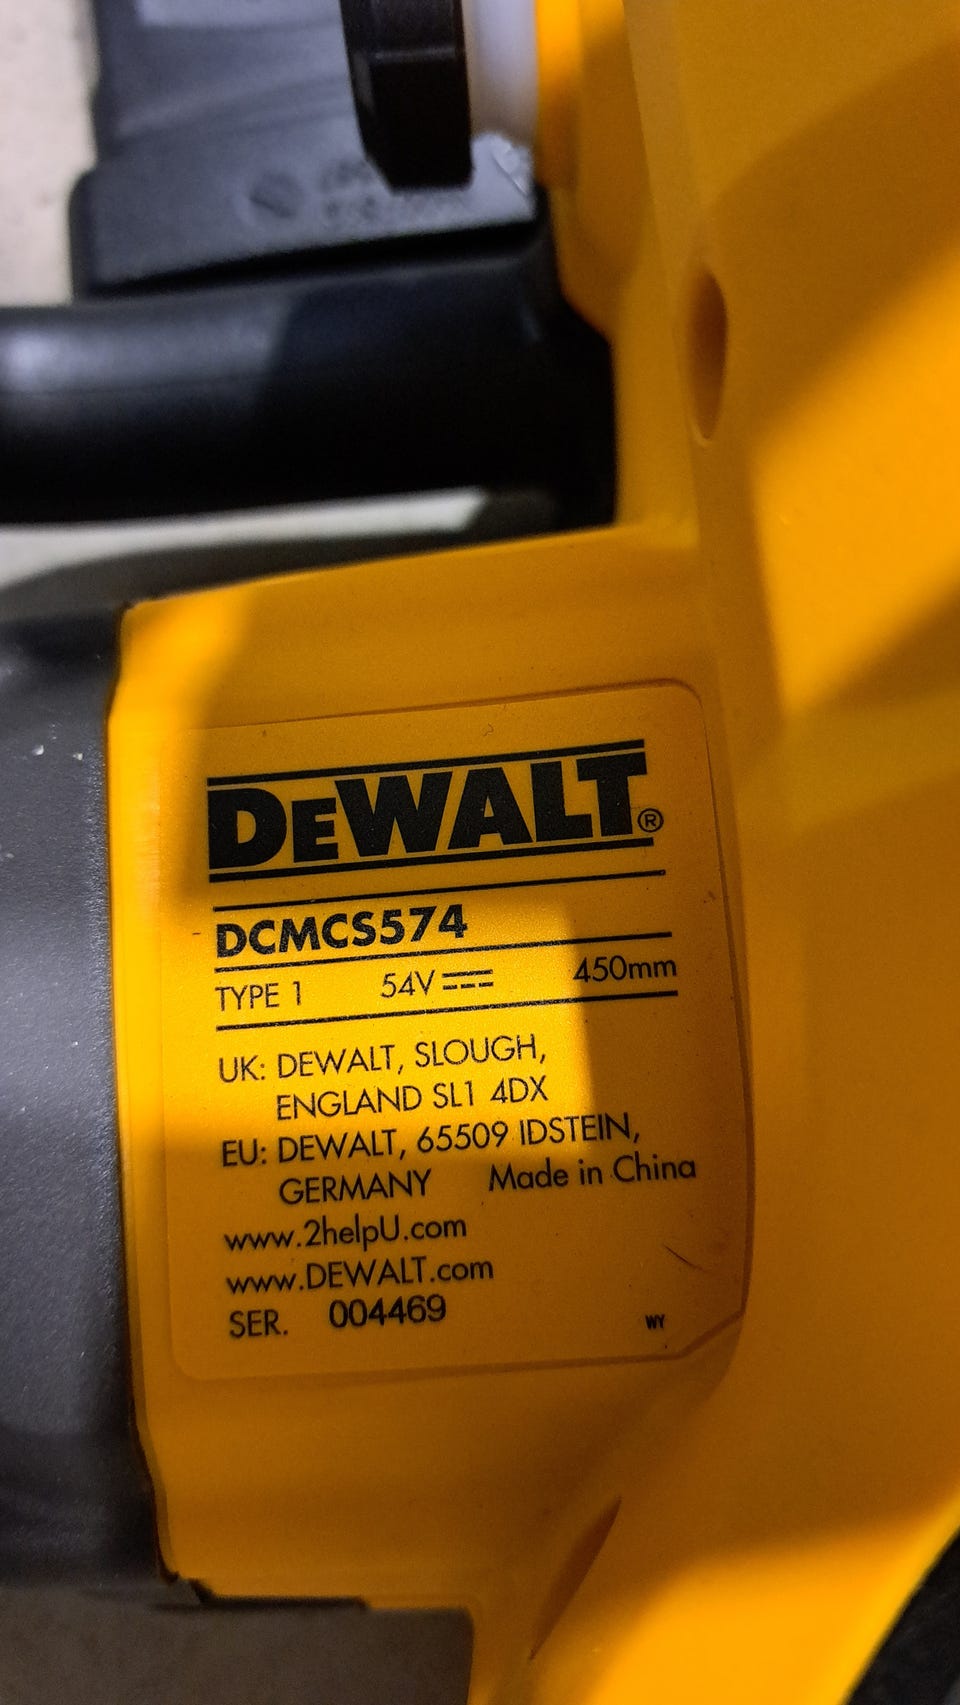 DEWALT®
DCMCS574
TYPE 1 54V 450mm
UK: DEWALT, SLOUGH,
ENGLAND SL1 4DX
EU: DEWALT, 65509 IDSTEIN,
GERMANY Made in China
www.2helpU.com
www.DEWALT.com
SER. 004469
WY